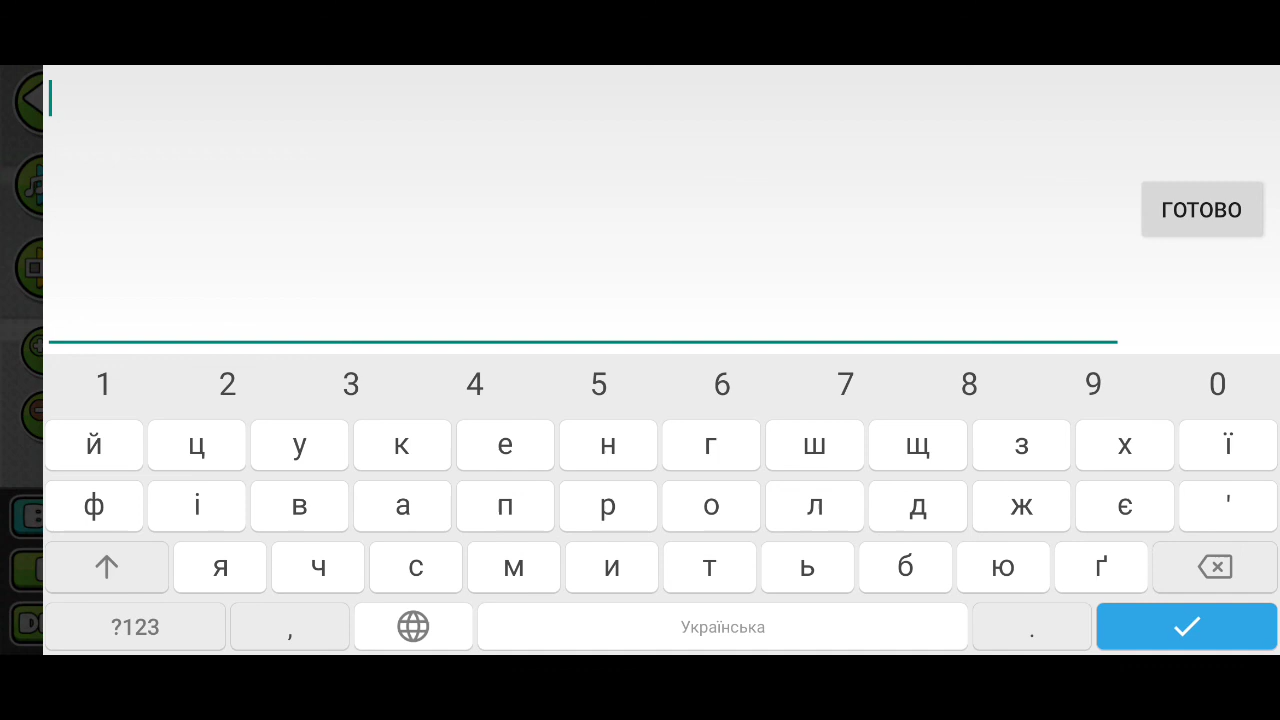 ГОТОВО
1 2 3 4 5 6 7 8 9 0
й ц у к е н г ш щ з х ї
ф і в а п р о л д ж є '
я ч с м и т ь б ю ґ
?123 , Українська .